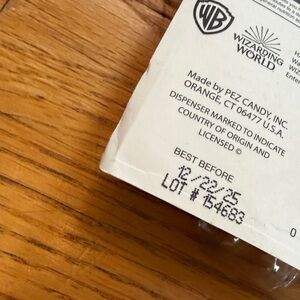 WB
WIZARDING
WORLD
Made by PEZ CANDY, INC
ORANGE, CT 06477 U.S.A.
DISPENSER MARKED TO INDICATE
COUNTRY OF ORIGIN AND
LICENSED ©
BEST BEFORE
12/22/25
LOT # 154683
0